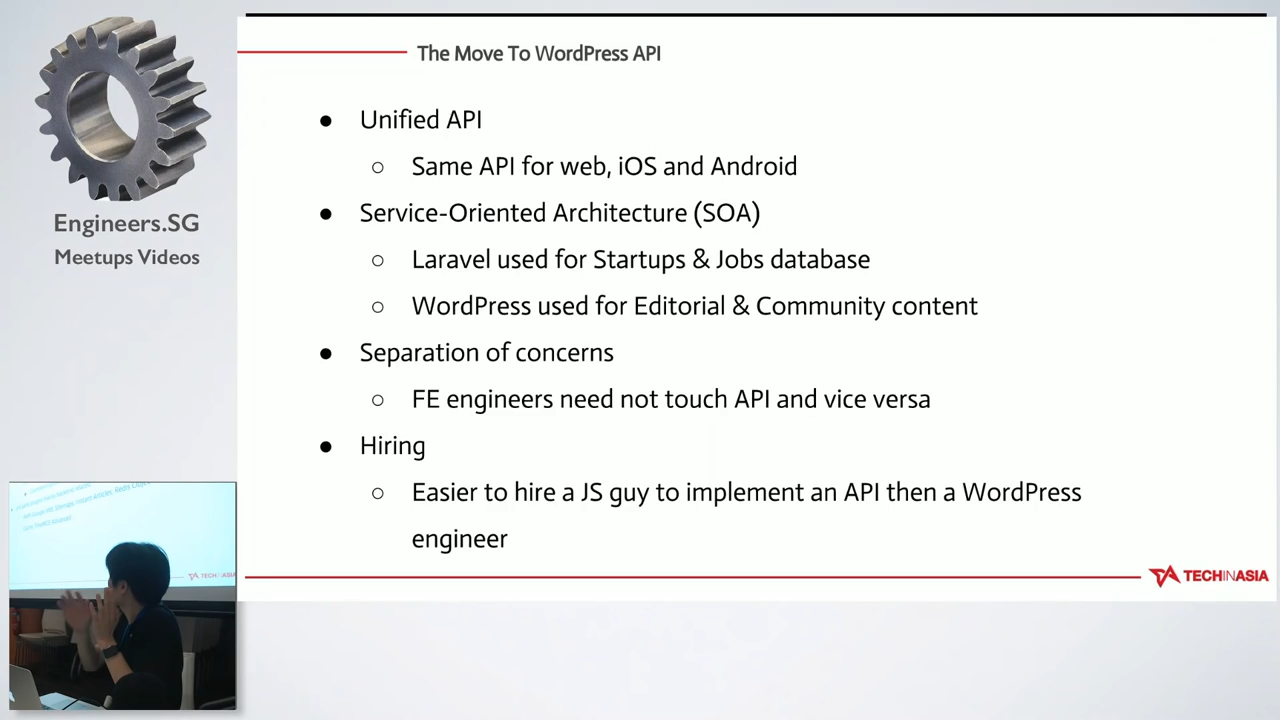 The Move To WordPress API
● Unified API
○ Same API for web, iOS and Android
● Service-Oriented Architecture (SOA)
○ Laravel used for Startups & Jobs database
○ WordPress used for Editorial & Community content
● Separation of concerns
○ FE engineers need not touch API and vice versa
● Hiring
○ Easier to hire a JS guy to implement an API then a WordPress
engineer
TECHINASIA
Engineers.SG
Meetups Videos
TECHINASIA